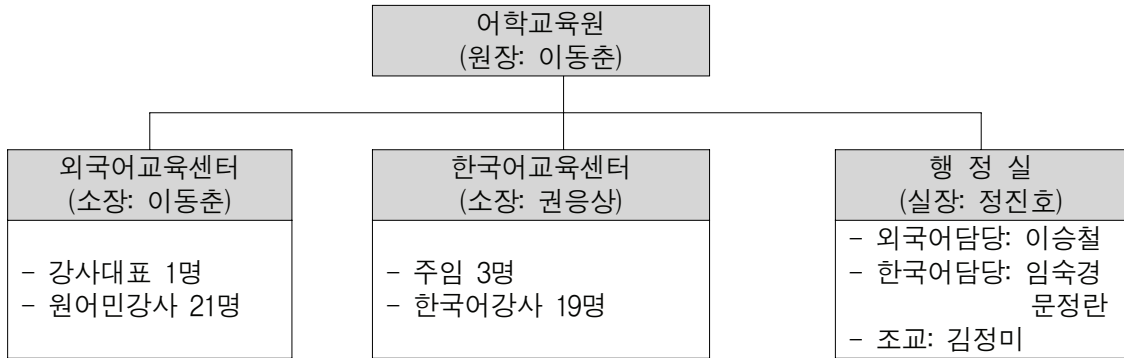 어학교육원
(원장: 이동춘)
외국어교육센터
(소장: 이동춘)
- 강사대표 1명
- 원어민강사 21명
한국어교육센터
(소장: 권응상)
- 주임 3명
- 한국어강사 19명
행 정 실
(실장: 정진호)
- 외국어담당: 이승철
- 한국어담당: 임숙경
문정란
- 조교: 김정미